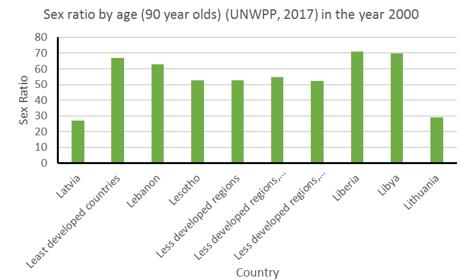 Sex ratio by age (90 year olds) (UNWPP, 2017) in the year 2000
80
70
60
50
40
30
20
10
0
Sex Ratio
Latvia
Least developed countries
Lebanon
Lesotho
Less developed regions
Less developed regions,...
Less developed regions,...
Liberia
Libya
Lithuania
Country